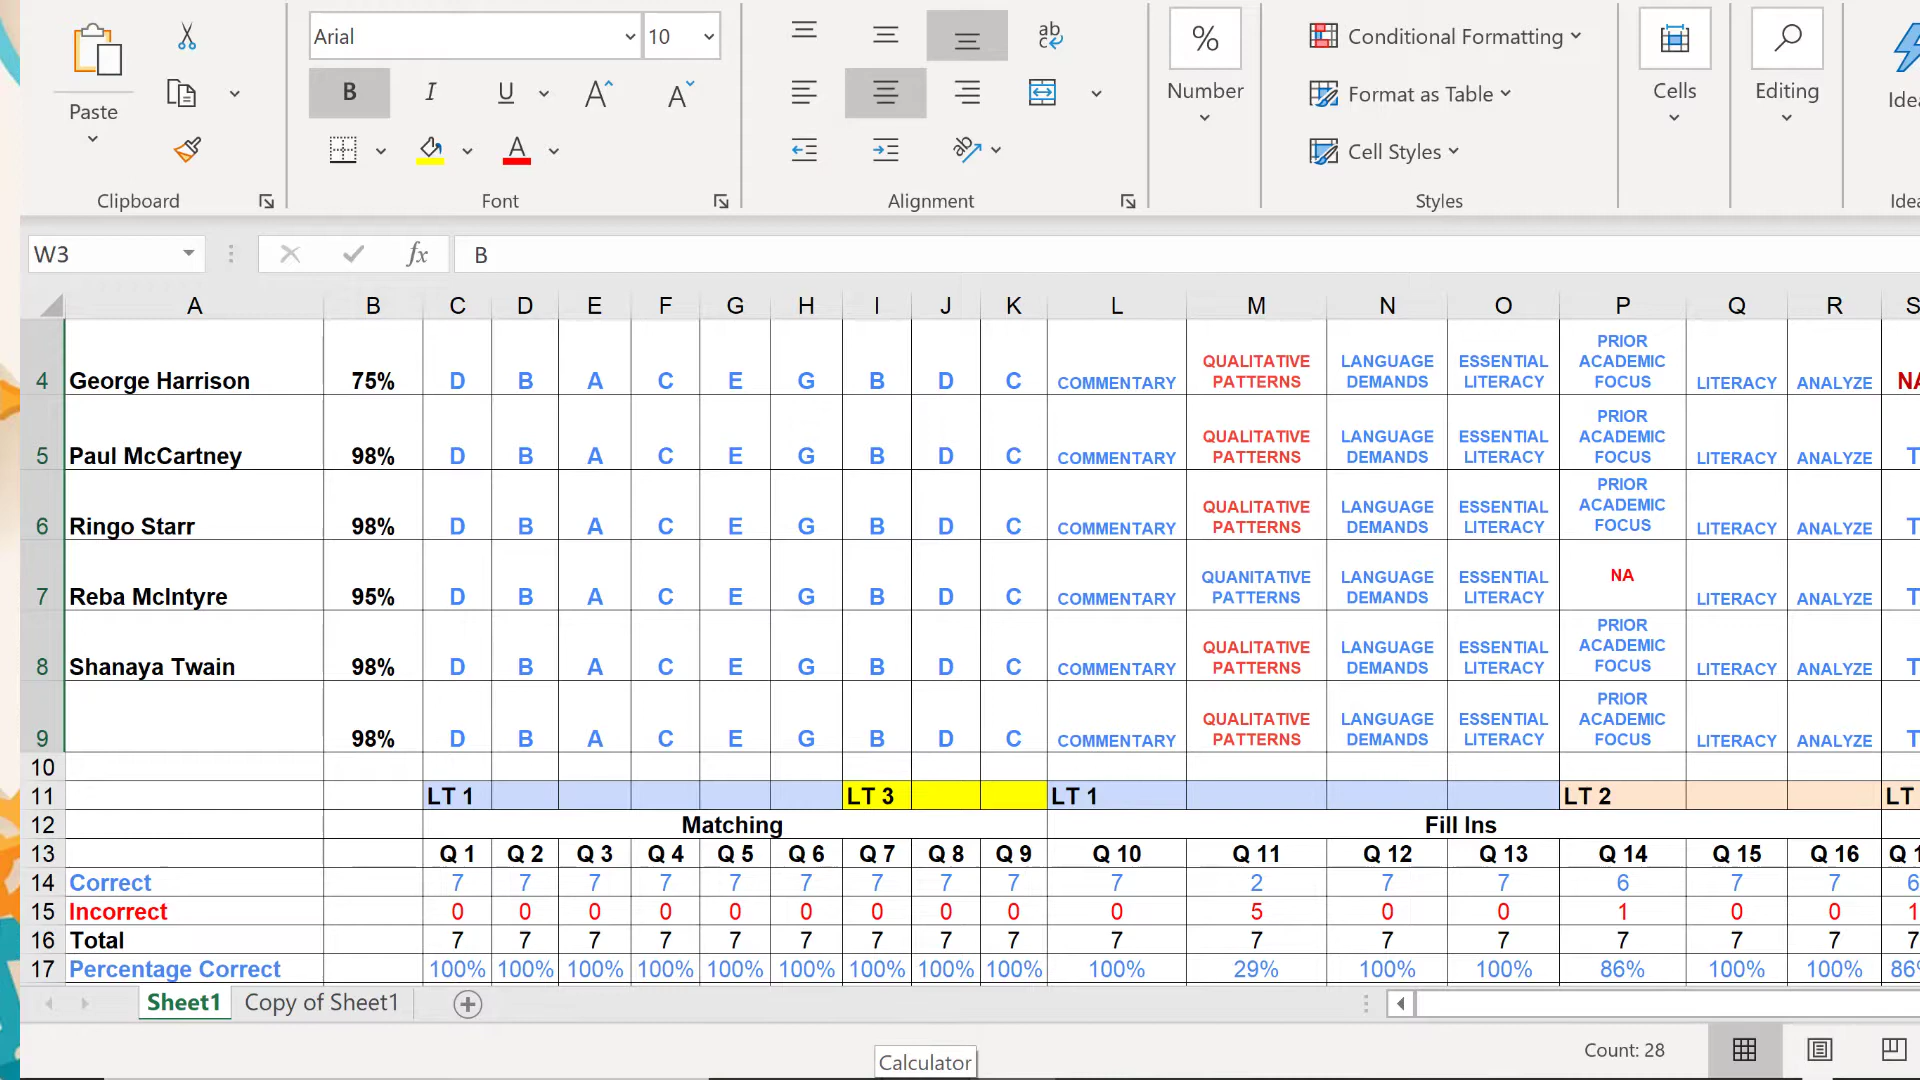 Arial 10 ab c % Conditional Formatting
Paste B I U A A Number Format as Table Cells Editing
A ab Cell Styles
Clipboard Font Alignment Styles
W3 fx B
A B C D E F G H I J K L M N O P Q R S
4 George Harrison 75% D B A C E G B D C COMMENTARY QUALITATIVE PATTERNS LANGUAGE DEMANDS ESSENTIAL LITERACY PRIOR ACADEMIC FOCUS LITERACY ANALYZE
5 Paul McCartney 98% D B A C E G B D C COMMENTARY QUALITATIVE PATTERNS LANGUAGE DEMANDS ESSENTIAL LITERACY PRIOR ACADEMIC FOCUS LITERACY ANALYZE T
6 Ringo Starr 98% D B A C E G B D C COMMENTARY QUALITATIVE PATTERNS LANGUAGE DEMANDS ESSENTIAL LITERACY PRIOR ACADEMIC FOCUS LITERACY ANALYZE T
7 Reba McIntyre 95% D B A C E G B D C COMMENTARY QUANITATIVE PATTERNS LANGUAGE DEMANDS ESSENTIAL LITERACY NA LITERACY ANALYZE T
8 Shanaya Twain 98% D B A C E G B D C COMMENTARY QUALITATIVE PATTERNS LANGUAGE DEMANDS ESSENTIAL LITERACY PRIOR ACADEMIC FOCUS LITERACY ANALYZE T
9 98% D B A C E G B D C COMMENTARY QUALITATIVE PATTERNS LANGUAGE DEMANDS ESSENTIAL LITERACY PRIOR ACADEMIC FOCUS LITERACY ANALYZE T
10
11 LT 1 LT 3 LT 1 LT 2 LT
12 Matching Fill Ins
13 Q 1 Q 2 Q 3 Q 4 Q 5 Q 6 Q 7 Q 8 Q 9 Q 10 Q 11 Q 12 Q 13 Q 14 Q 15 Q 16
14 Correct 7 7 7 7 7 7 7 7 7 7 2 7 7 6 7 7 6
15 Incorrect 0 0 0 0 0 0 0 0 0 0 5 0 0 1 0 0 1
16 Total 7 7 7 7 7 7 7 7 7 7 7 7 7 7 7 7 7
17 Percentage Correct 100% 100% 100% 100% 100% 100% 100% 100% 100% 100% 29% 100% 100% 86% 100% 100% 86%
Sheet1 Copy of Sheet1
Count: 28
Calculator